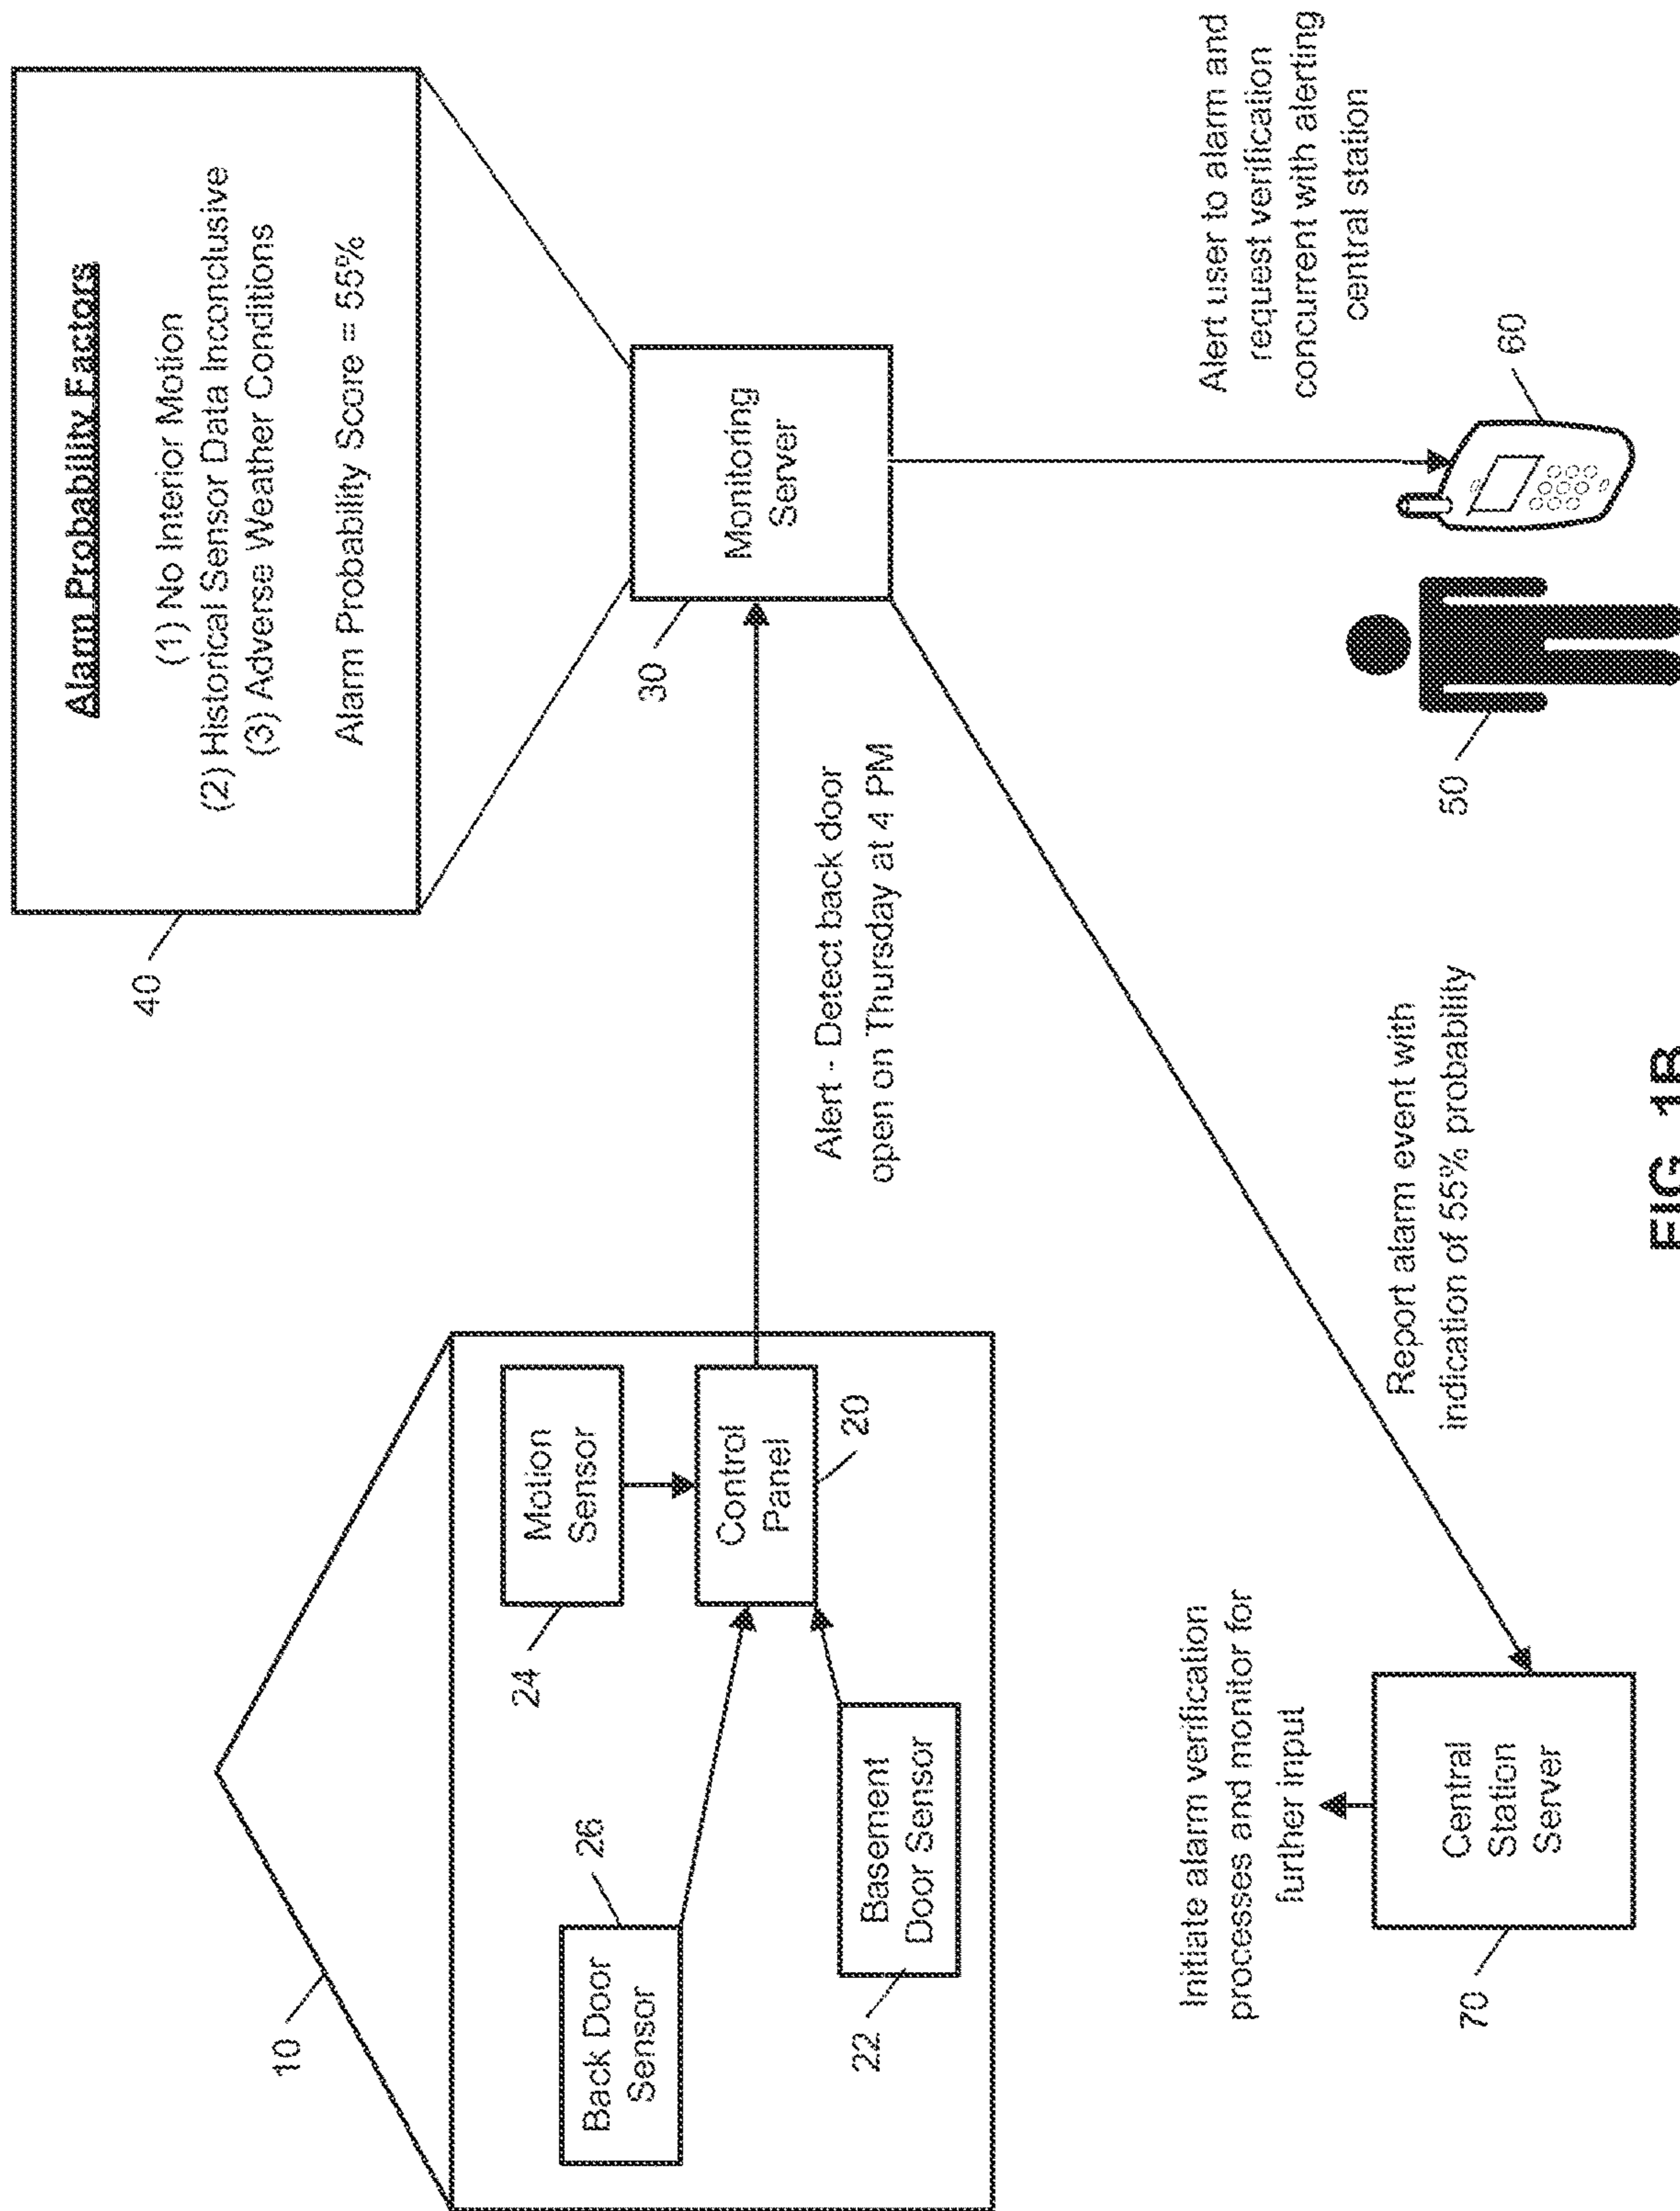 Alarm Probability Factors
(1) No Interior Motion
(2) Historical Sensor Data Inconclusive
(3) Adverse Weather Conditions
Alarm Probability Score = 55%
40
10
Motion
Sensor
24
Back Door
Sensor
26
Control
Panel
20
Basement
Door Sensor
22
Alert - Detect back door
open on Thursday at 4 PM
Monitoring
Server
30
Alert user to alarm and
request verification
concurrent with alerting
central station
60
50
Report alarm event with
indication of 55% probability
Initiate alarm verification
processes and monitor for
further input
Central
Station
Server
70
FIG. 1B